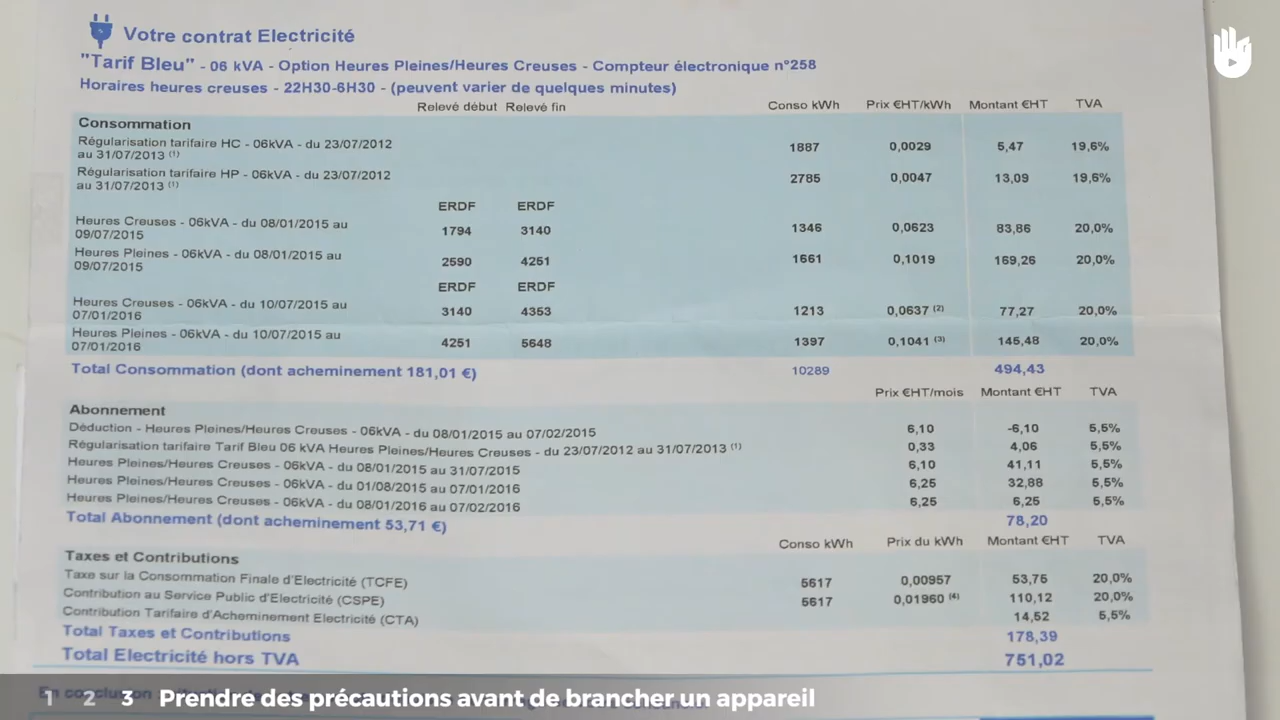 Votre contrat Electricité
"Tarif Bleu" - 06 kVA - Option Heures Pleines/Heures Creuses - Compteur électronique n°258
Horaires heures creuses - 22H30-6H30 - (peuvent varier de quelques minutes)
Relevé début Relevé fin Conso kWh Prix €HT/kWh Montant €HT TVA
Consommation
Régularisation tarifaire HC - 06kVA - du 23/07/2012
au 31/07/2013 (1) 1887 0,0029 5,47 19,6%
Régularisation tarifaire HP - 06kVA - du 23/07/2012
au 31/07/2013 (1) 2785 0,0047 13,09 19,6%
ERDF ERDF
Heures Creuses - 06kVA - du 08/01/2015 au
09/07/2015 1794 3140 1346 0,0623 83,86 20,0%
Heures Pleines - 06kVA - du 08/01/2015 au
09/07/2015 2590 4251 1661 0,1019 169,26 20,0%
ERDF ERDF
Heures Creuses - 06kVA - du 10/07/2015 au
07/01/2016 3140 4353 1213 0,0637 (2) 77,27 20,0%
Heures Pleines - 06kVA - du 10/07/2015 au
07/01/2016 4251 5648 1397 0,1041 (3) 145,48 20,0%
Total Consommation (dont acheminement 181,01 €) 10289 494,43
Prix €HT/mois Montant €HT TVA
Abonnement
Déduction - Heures Pleines/Heures Creuses - 06kVA - du 08/01/2015 au 07/02/2015 6,10 -6,10 5,5%
Régularisation tarifaire Tarif Bleu 06 kVA Heures Pleines/Heures Creuses - du 23/07/2012 au 31/07/2013 (1) 0,33 4,06 5,5%
Heures Pleines/Heures Creuses - 06kVA - du 08/01/2015 au 31/07/2015 6,10 41,11 5,5%
Heures Pleines/Heures Creuses - 06kVA - du 01/08/2015 au 07/01/2016 6,25 32,88 5,5%
Heures Pleines/Heures Creuses - 06kVA - du 08/01/2016 au 07/02/2016 6,25 6,25 5,5%
Total Abonnement (dont acheminement 53,71 €) 78,20
Conso kWh Prix du kWh Montant €HT TVA
Taxes et Contributions
Taxe sur la Consommation Finale d'Electricité (TCFE) 5617 0,00957 53,75 20,0%
Contribution au Service Public d'Electricité (CSPE) 5617 0,01960 (4) 110,12 20,0%
Contribution Tarifaire d'Acheminement Electricité (CTA) 14,52 5,5%
Total Taxes et Contributions 178,39
Total Electricité hors TVA 751,02
1 2 3 Prendre des précautions avant de brancher un appareil